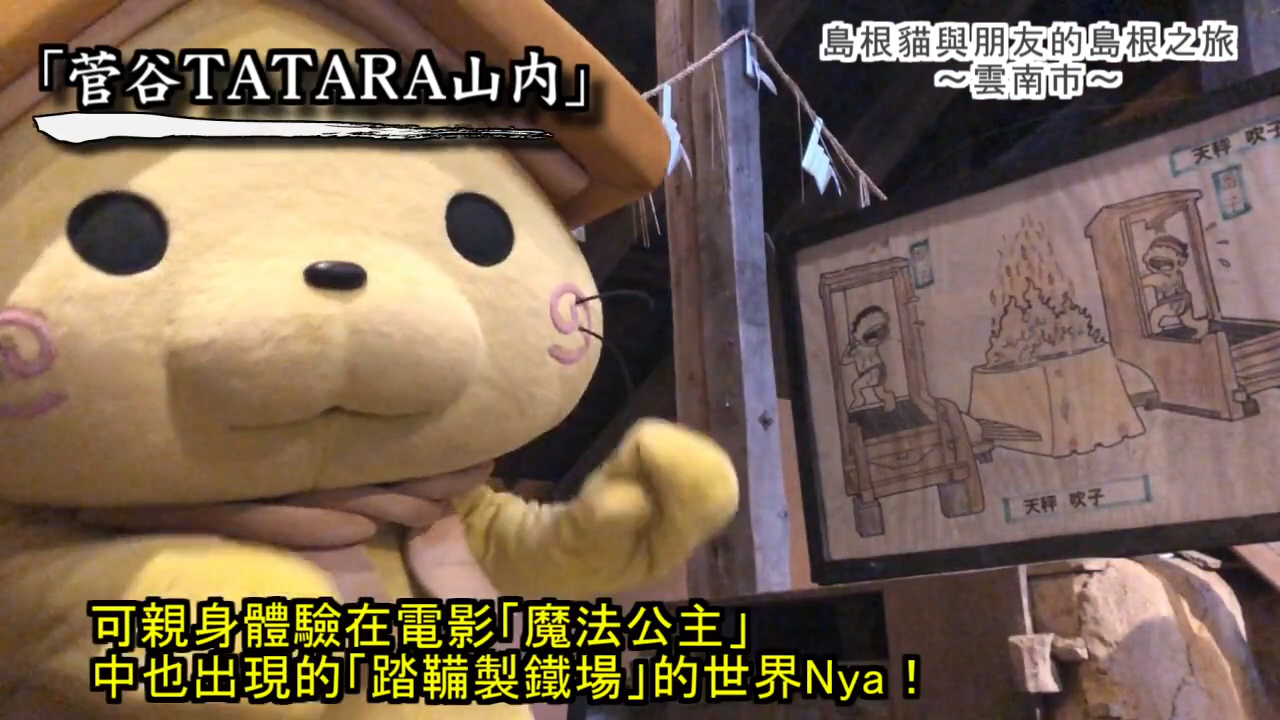 「菅谷TATARA山内」
島根貓與朋友的島根之旅
～雲南市～
天秤 吹子
天秤 吹子
可親身體驗在電影「魔法公主」
中也出現的「踏鞴製鐵場」的世界Nya！